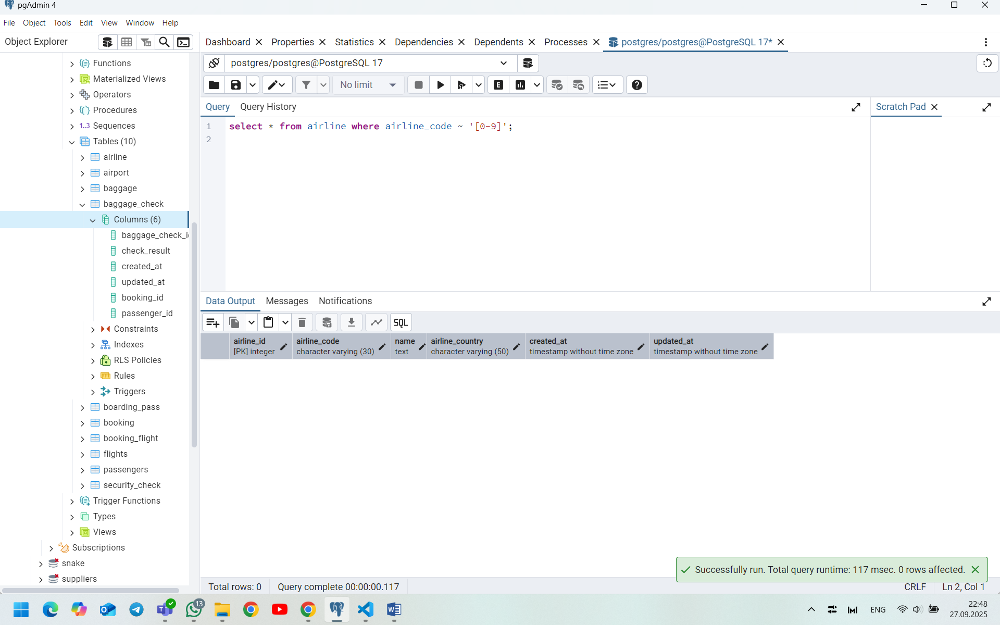 pgAdmin 4
File Object Tools Edit View Window Help
Object Explorer
Dashboard Properties Statistics Dependencies Dependents Processes postgres/postgres@PostgreSQL 17*
postgres/postgres@PostgreSQL 17
No limit
E
Query Query History
Scratch Pad
1 select * from airline where airline_code ~ '[0-9]';
2
Functions
Materialized Views
Operators
Procedures
1..3 Sequences
Tables (10)
airline
airport
baggage
baggage_check
Columns (6)
baggage_check_i
check_result
created_at
updated_at
booking_id
passenger_id
Constraints
Indexes
RLS Policies
Rules
Triggers
boarding_pass
booking
booking_flight
flights
passengers
security_check
Trigger Functions
Types
Views
Subscriptions
snake
suppliers
Data Output Messages Notifications
SQL
airline_id airline_code name airline_country created_at updated_at
[PK] integer character varying (30) text character varying (50) timestamp without time zone timestamp without time zone
Successfully run. Total query runtime: 117 msec. 0 rows affected.
Total rows: 0 Query complete 00:00:00.117 CRLF Ln 2, Col 1
13
ENG
22:48
27.09.2025